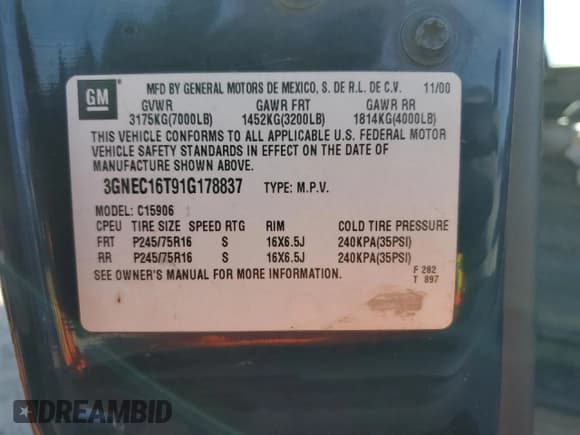 GM
MFD BY GENERAL MOTORS DE MEXICO, S. DE R.L. DE C.V. 11/00
GVWR GAWR FRT GAWR RR
3175KG(7000LB) 1452KG(3200LB) 1814KG(4000LB)
THIS VEHICLE CONFORMS TO ALL APPLICABLE U.S. FEDERAL MOTOR
VEHICLE SAFETY STANDARDS IN EFFECT ON THE DATE OF
MANUFACTURE SHOWN ABOVE.
3GNEC16T91G178837 TYPE: M.P.V.
MODEL: C15906
CPEU TIRE SIZE SPEED RTG RIM COLD TIRE PRESSURE
FRT P245/75R16 S 16X6.5J 240KPA(35PSI)
RR P245/75R16 S 16X6.5J 240KPA(35PSI)
SEE OWNER'S MANUAL FOR MORE INFORMATION.
F 282
T 897
DREAMBID